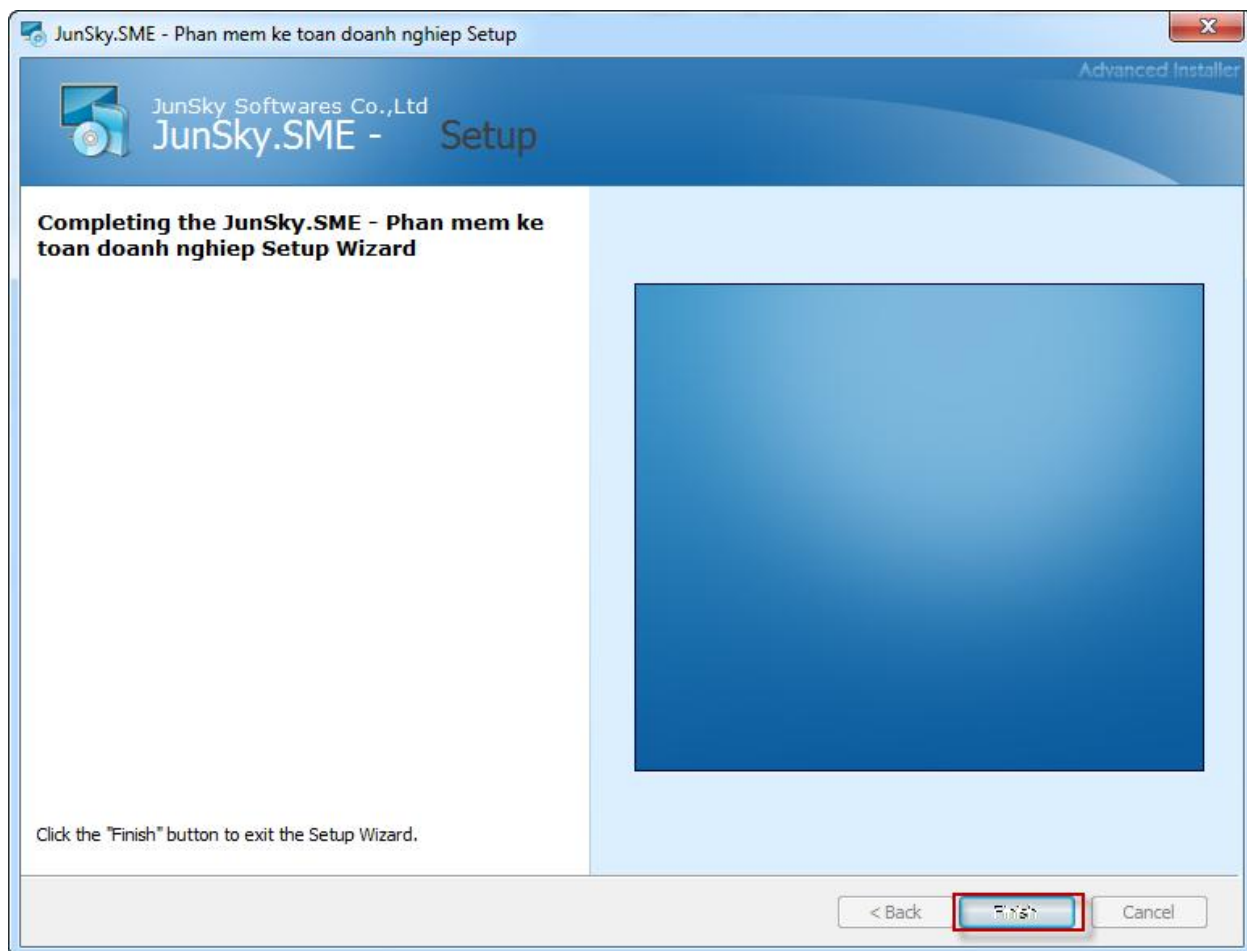 JunSky.SME - Phan mem ke toan doanh nghiep Setup
Advanced Installer
JunSky Softwares Co.,Ltd
JunSky.SME - Setup
Completing the JunSky.SME - Phan mem ke
toan doanh nghiep Setup Wizard
Click the "Finish" button to exit the Setup Wizard.
< Back Finish Cancel